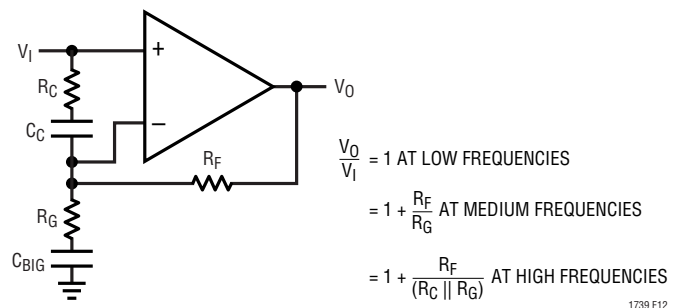 V_I
R_C
C_C
R_G
C_BIG
+
–
R_F
V_O
V_O/V_I = 1 AT LOW FREQUENCIES
= 1 + R_F/R_G AT MEDIUM FREQUENCIES
= 1 + R_F/(R_C || R_G) AT HIGH FREQUENCIES
1739 F12